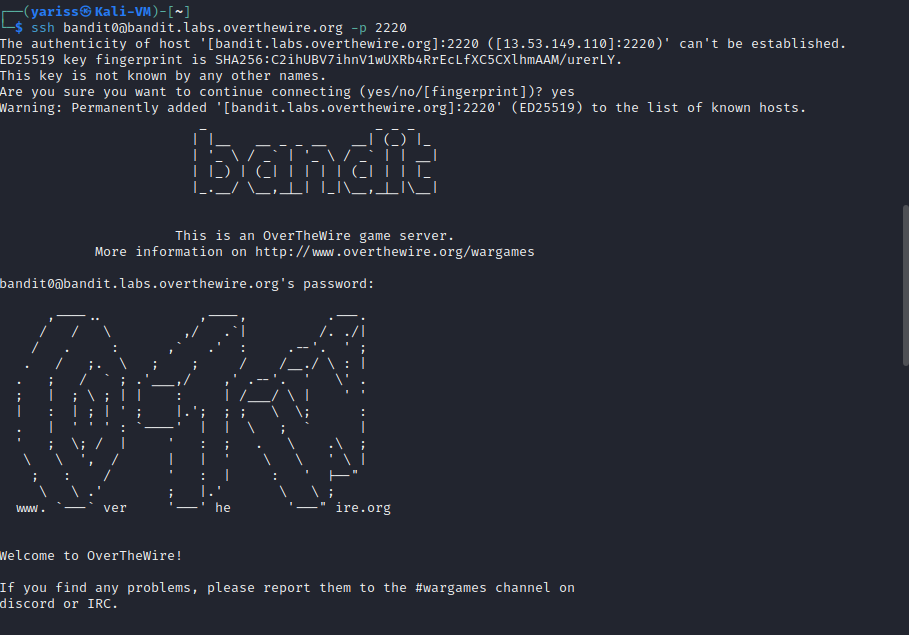 ┌──(yariss㉿Kali-VM)-[~]
└─$ ssh bandit0@bandit.labs.overthewire.org -p 2220
The authenticity of host '[bandit.labs.overthewire.org]:2220 ([13.53.149.110]:2220)' can't be established.
ED25519 key fingerprint is SHA256:C2ihUBV7ihnV1wUXRb4RrEcLfXC5CXlhmAAM/urerLY.
This key is not known by any other names.
Are you sure you want to continue connecting (yes/no/[fingerprint])? yes
Warning: Permanently added '[bandit.labs.overthewire.org]:2220' (ED25519) to the list of known hosts.
bandit
This is an OverTheWire game server.
More information on http://www.overthewire.org/wargames
bandit0@bandit.labs.overthewire.org's password:
www. ver he ire.org
Welcome to OverTheWire!
If you find any problems, please report them to the #wargames channel on
discord or IRC.